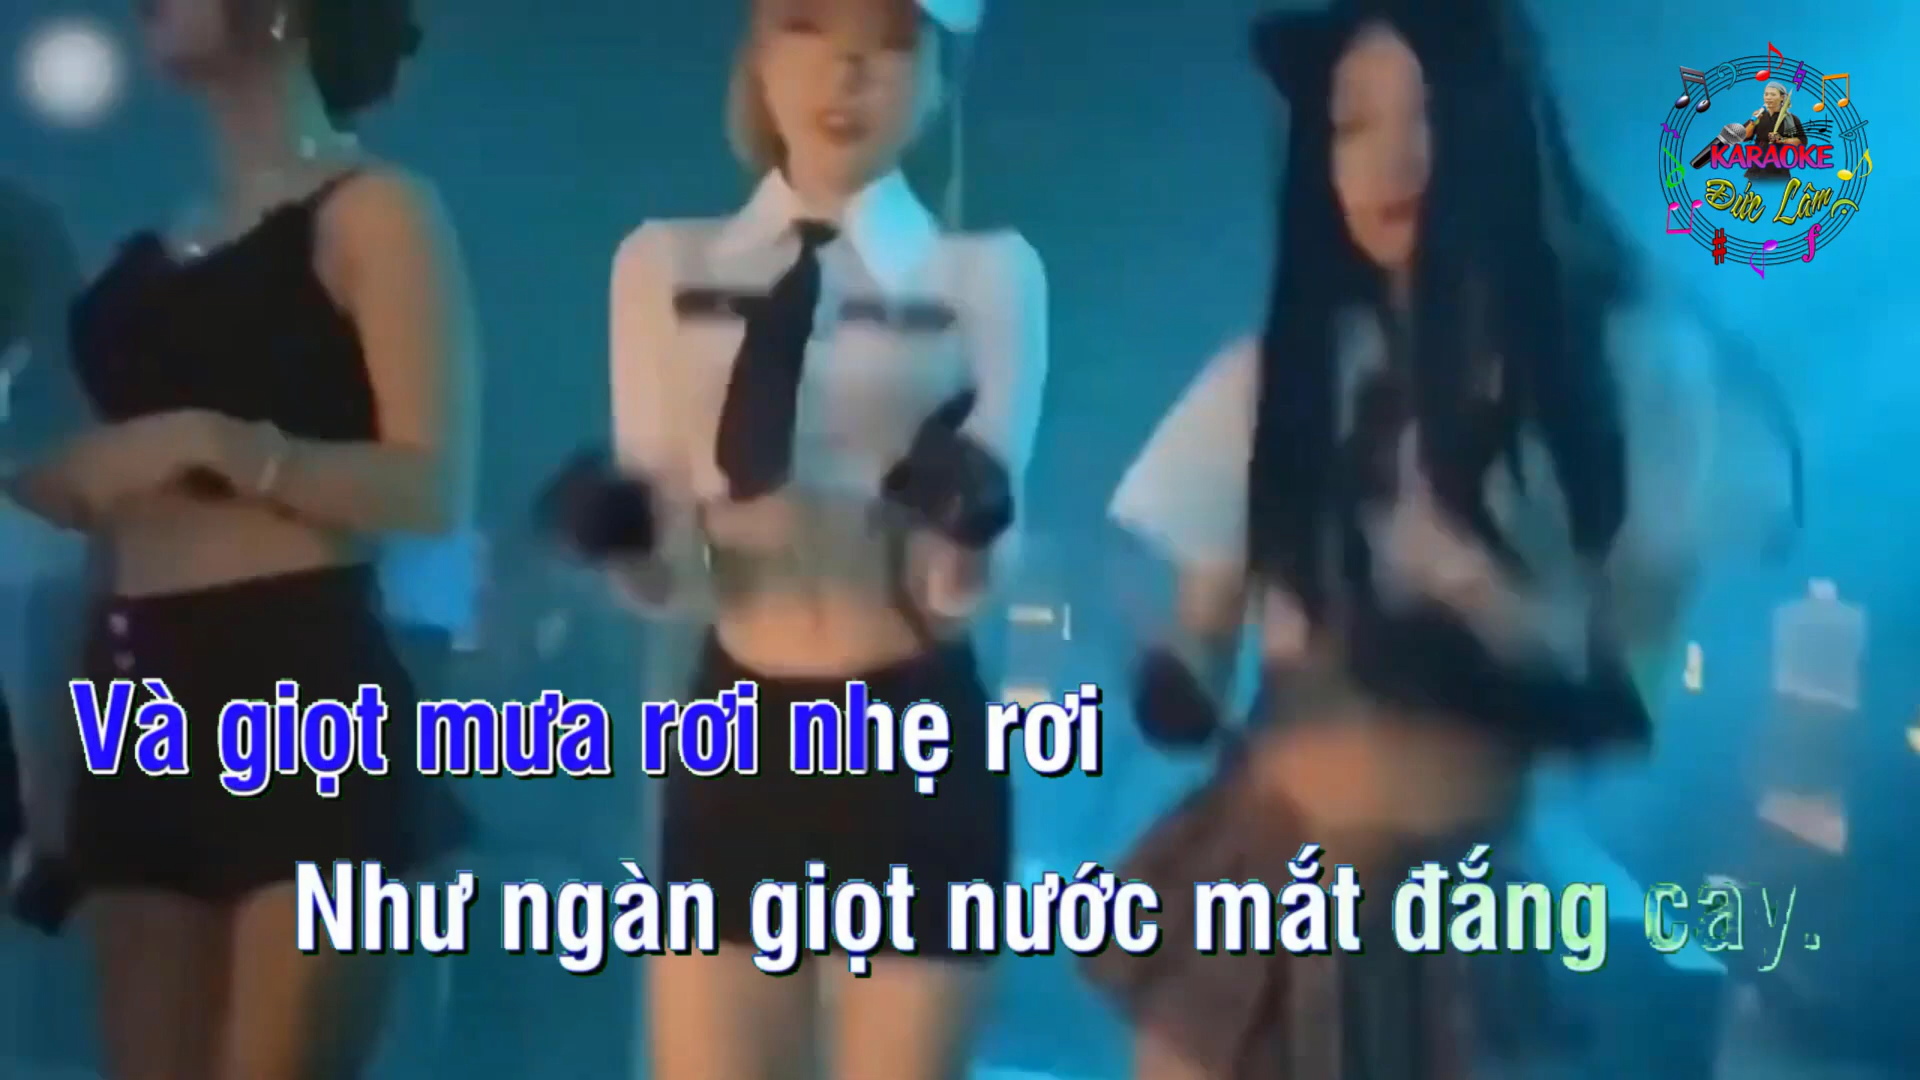 KARAOKE
Đức Lâm
Và giọt mưa rơi nhẹ rơi
Như ngàn giọt nước mắt đắng cay.